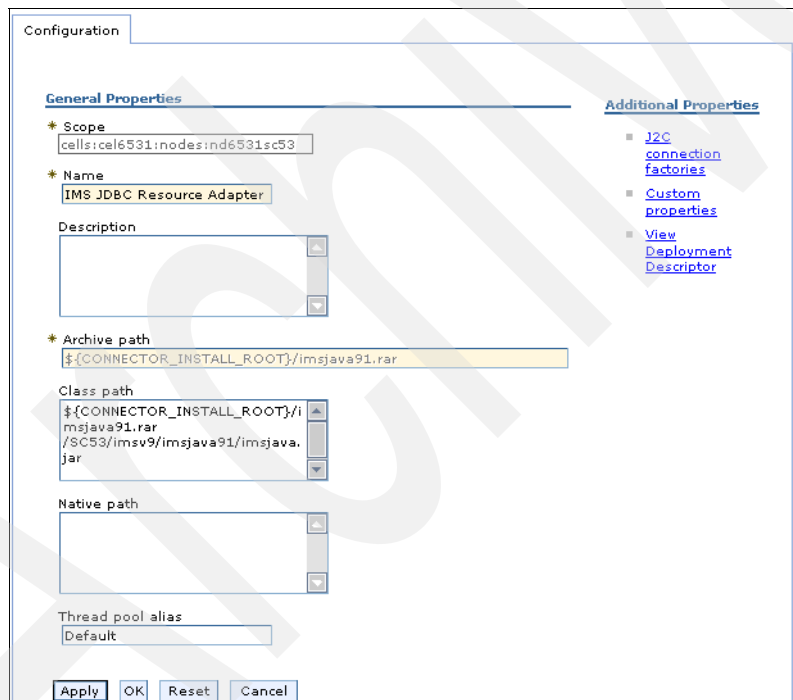 Configuration
General Properties
* Scope
cells:cel6531:nodes:nd6531sc53
* Name
IMS JDBC Resource Adapter
Description
* Archive path
${CONNECTOR_INSTALL_ROOT}/imsjava91.rar
Class path
${CONNECTOR_INSTALL_ROOT}/i
msjava91.rar
/SC53/imsv9/imsjava91/imsjava.
jar
Native path
Thread pool alias
Default
Apply OK Reset Cancel
Additional Properties
J2C
connection
factories
Custom
properties
View
Deployment
Descriptor